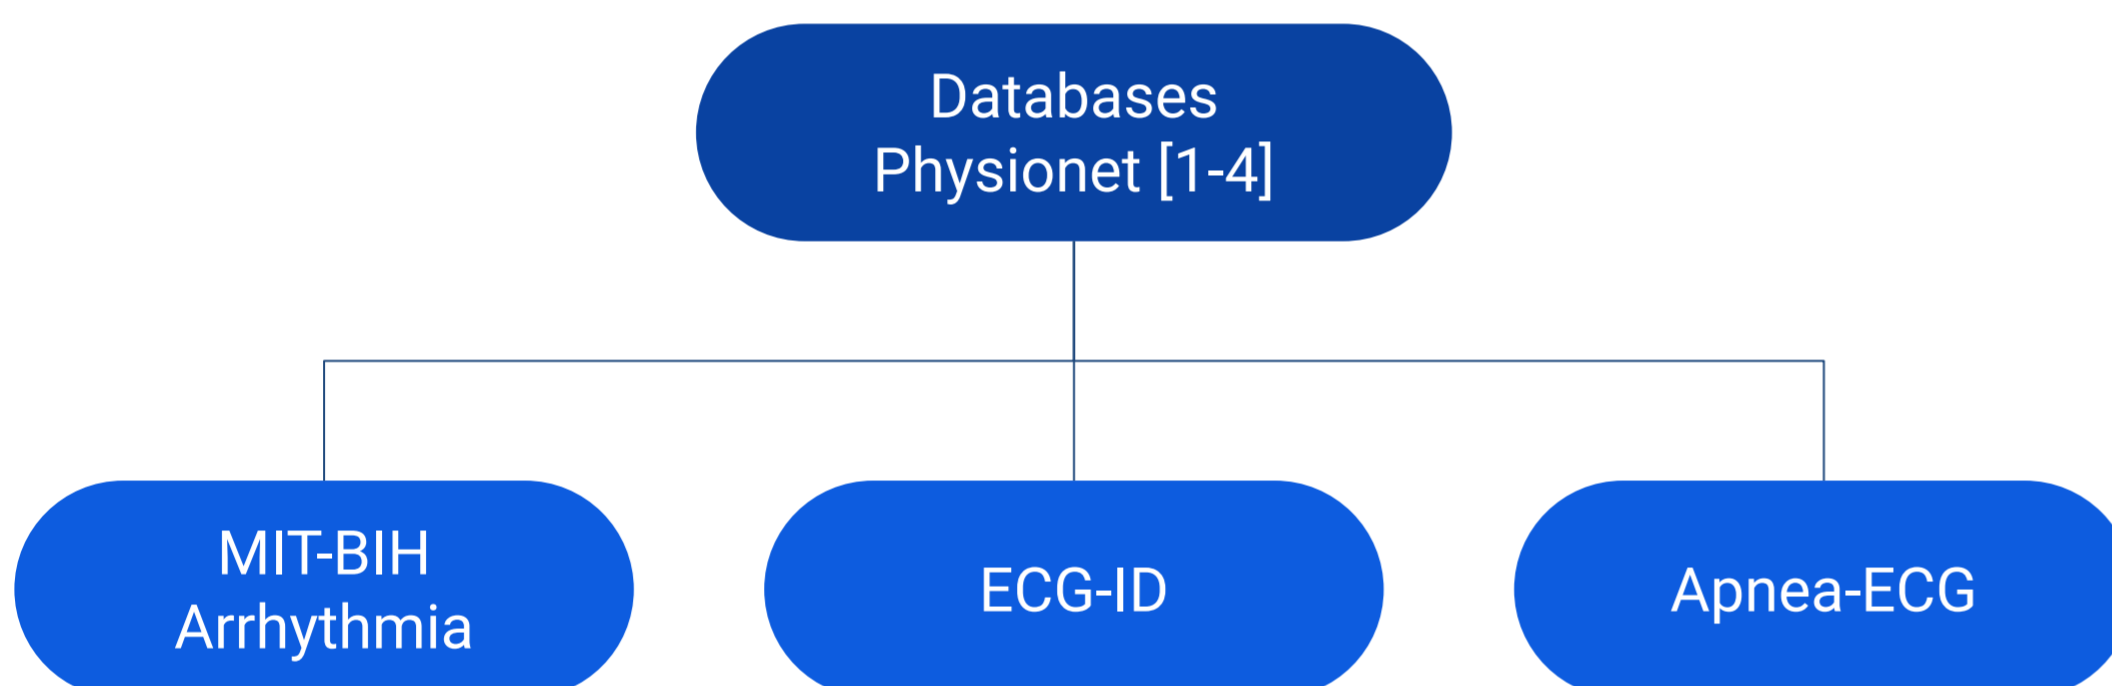 Databases
Physionet [1-4]
MIT-BIH
Arrhythmia
ECG-ID
Apnea-ECG